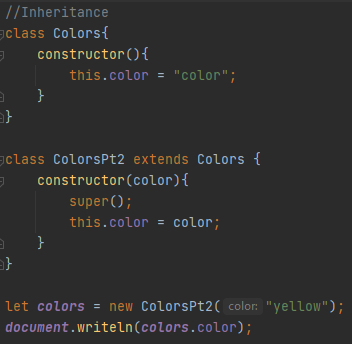 //Inheritance
class Colors{
    constructor(){
        this.color = "color";
    }
}

class ColorsPt2 extends Colors {
    constructor(color){
        super();
        this.color = color;
    }
}

let colors = new ColorsPt2( color: "yellow");
document.writeln(colors.color);